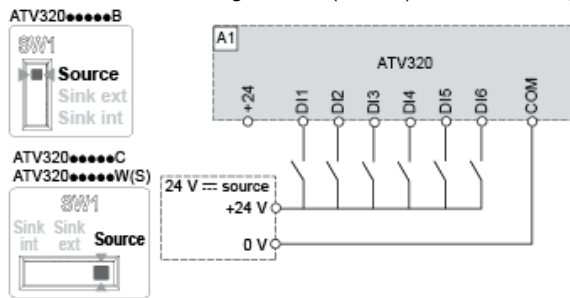 ATV320●●●●●B
SW1
Source
Sink ext
Sink int
ATV320●●●●●C
ATV320●●●●●W(S)
SW1
Sink int
Sink ext
Source
A1
ATV320
+24
DI1
DI2
DI3
DI4
DI5
DI6
COM
24 V ⎓ source
+24 V
0 V